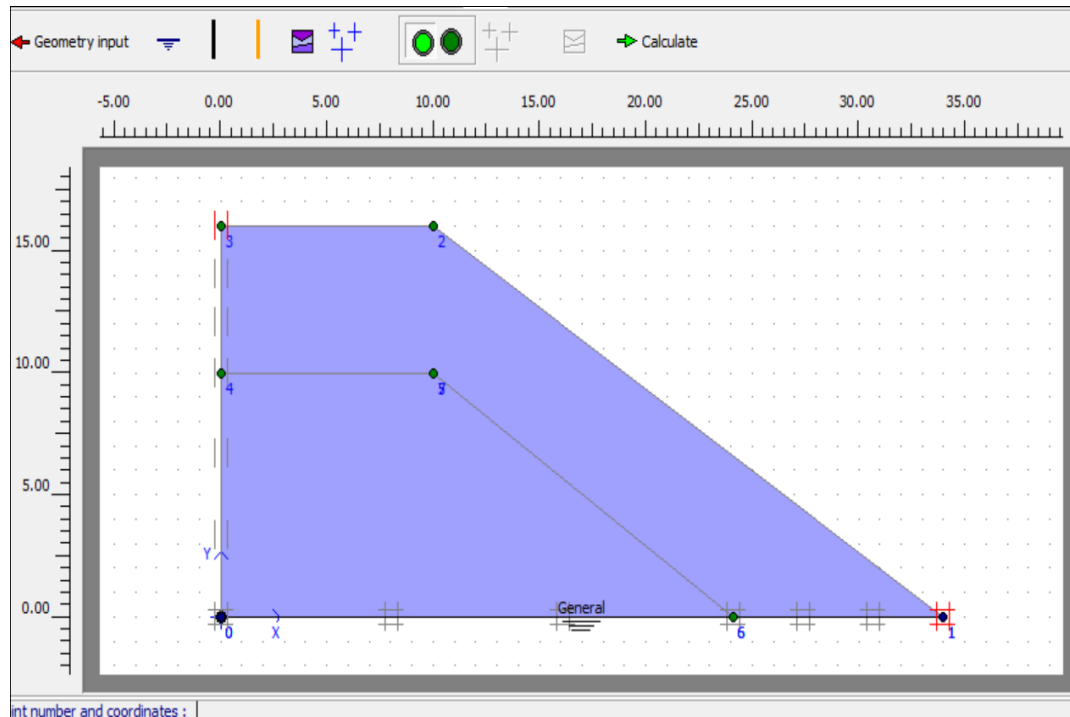 Geometry input
Calculate
-5.00 0.00 5.00 10.00 15.00 20.00 25.00 30.00 35.00
15.00
3
2
10.00
4
5.00
Y
0.00
General
0
X
6
1
int number and coordinates :